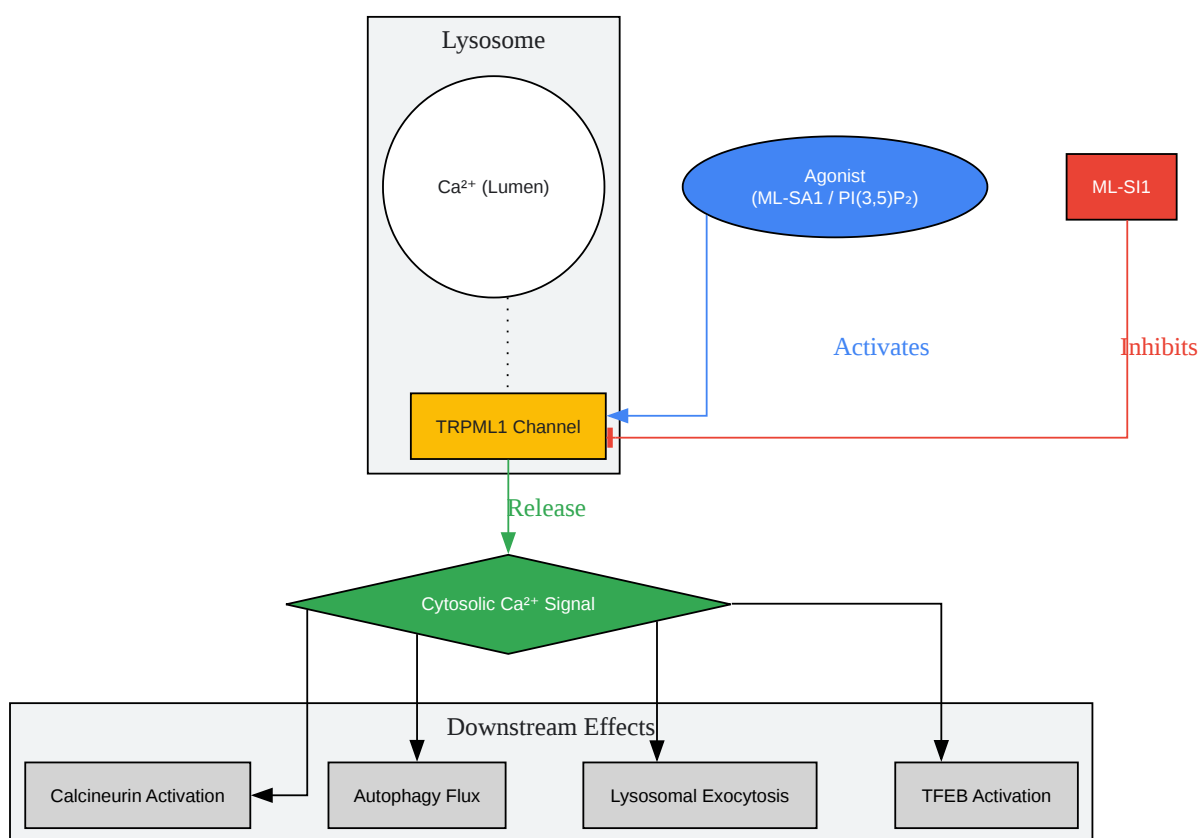 Lysosome
Ca²⁺ (Lumen)
Agonist
(ML-SA1 / PI(3,5)P₂)
ML-SI1
Activates
Inhibits
TRPML1 Channel
Release
Cytosolic Ca²⁺ Signal
Downstream Effects
Calcineurin Activation
Autophagy Flux
Lysosomal Exocytosis
TFEB Activation